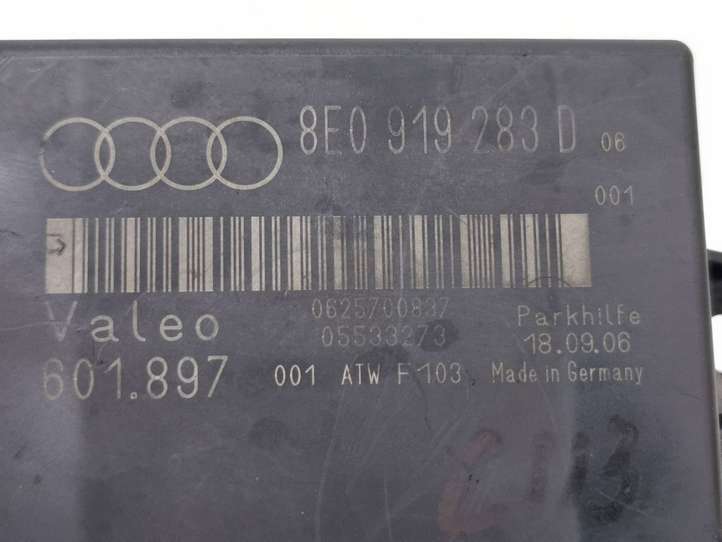 8E0 919 283 D 06
001
0625700837
Valeo 05533273 Parkhilfe
18.09.06
601.897 001 ATW F103 Made in Germany